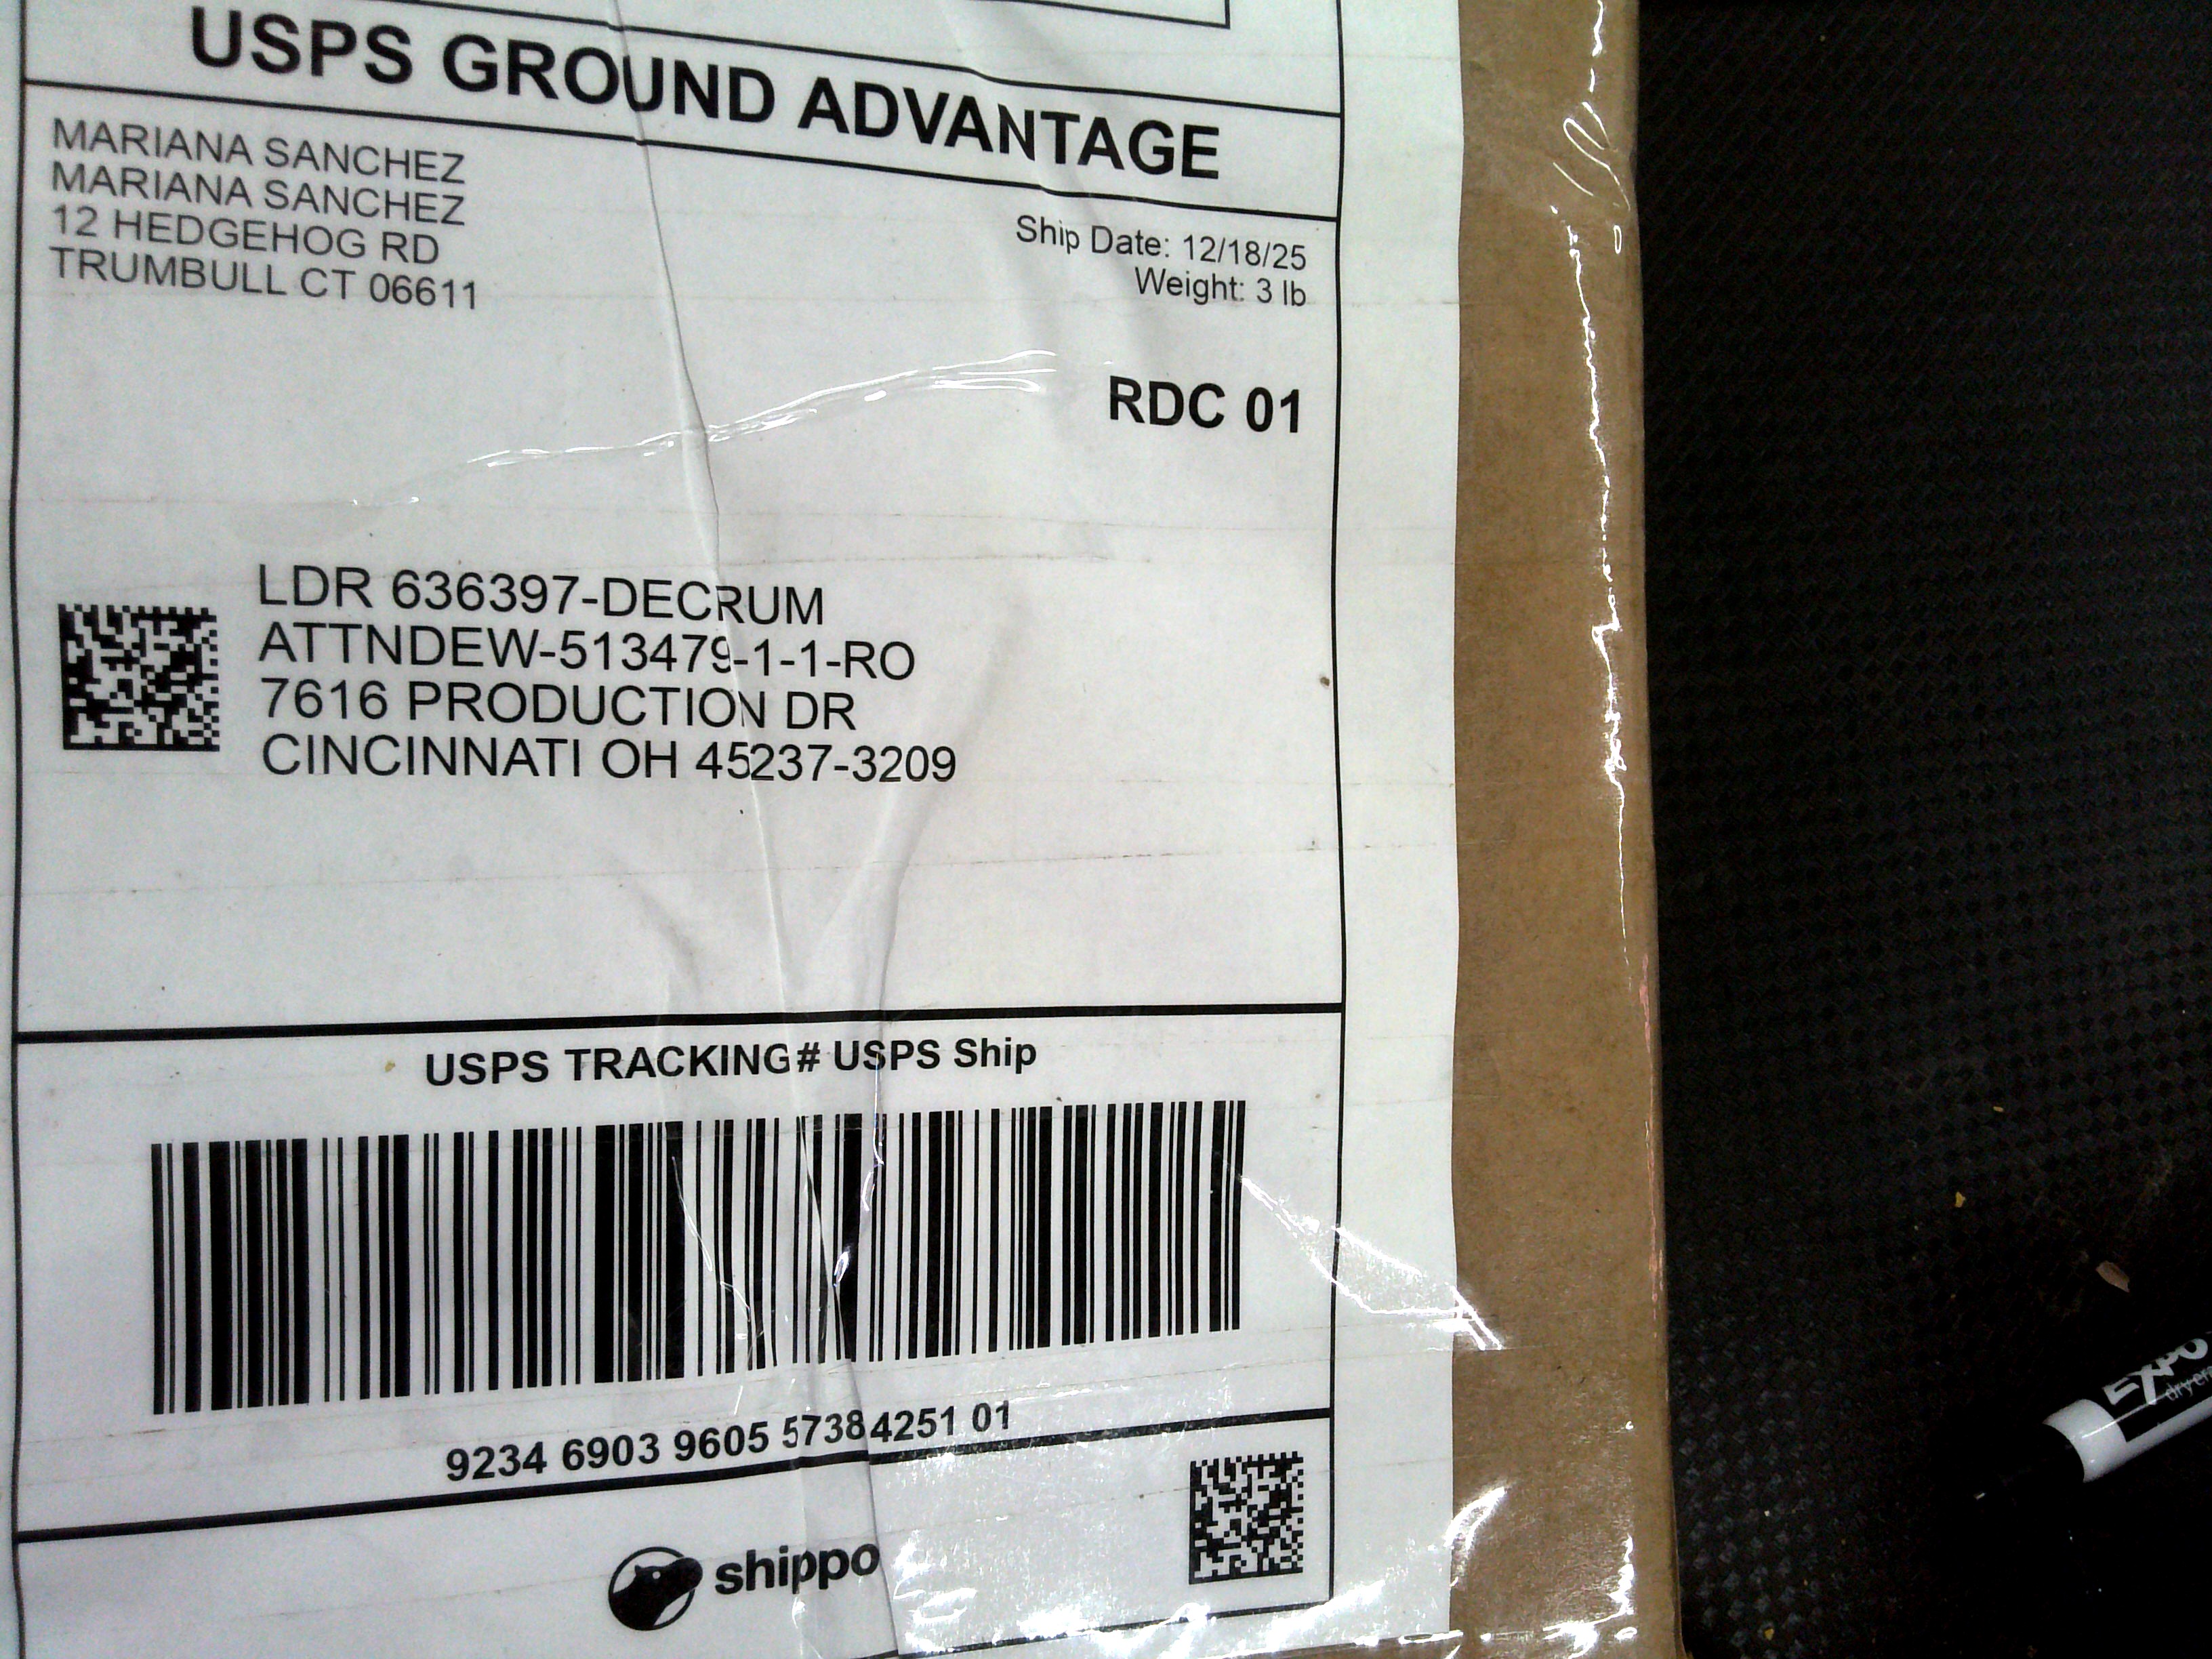 USPS GROUND ADVANTAGE
MARIANA SANCHEZ
MARIANA SANCHEZ
12 HEDGEHOG RD
TRUMBULL CT 06611
Ship Date: 12/18/25
Weight: 3 lb
RDC 01
LDR 636397-DECRUM
ATTNDEW-513479-1-1-RO
7616 PRODUCTION DR
CINCINNATI OH 45237-3209
USPS TRACKING# USPS Ship
9234 6903 9605 5738 4251 01
shippo
EXPO